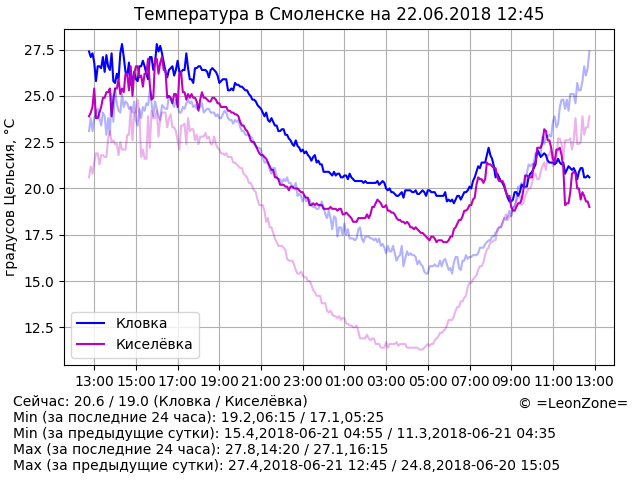 Температура в Смоленске на 22.06.2018 12:45
27.5
25.0
22.5
20.0
17.5
15.0
12.5
градусов Цельсия, °C
Кловка
Киселёвка
13:00 15:00 17:00 19:00 21:00 23:00 01:00 03:00 05:00 07:00 09:00 11:00 13:00
Сейчас: 20.6 / 19.0 (Кловка / Киселёвка)
© =LeonZone=
Min (за последние 24 часа): 19.2,06:15 / 17.1,05:25
Min (за предыдущие сутки): 15.4,2018-06-21 04:55 / 11.3,2018-06-21 04:35
Max (за последние 24 часа): 27.8,14:20 / 27.1,16:15
Max (за предыдущие сутки): 27.4,2018-06-21 12:45 / 24.8,2018-06-20 15:05